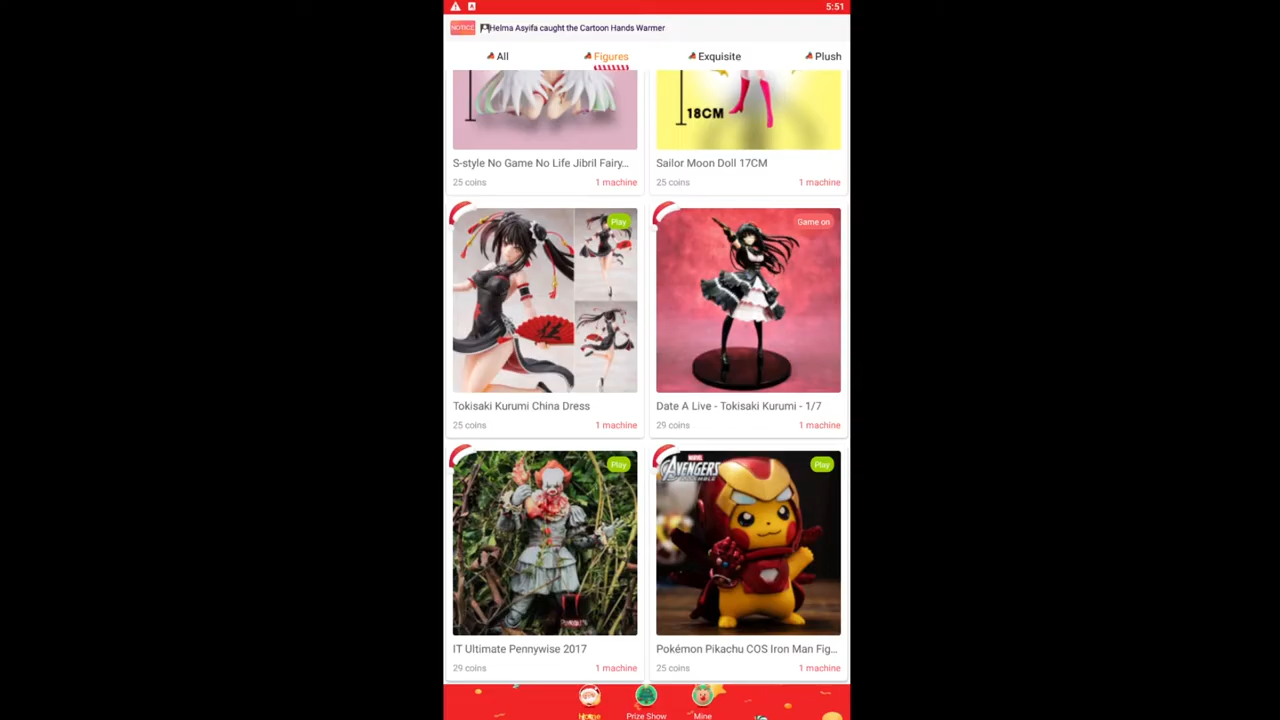 5:51
NOTICE Helma Asyifa caught the Cartoon Hands Warmer
All Figures Exquisite Plush
18CM
S-style No Game No Life Jibril Fairy...
25 coins 1 machine
Sailor Moon Doll 17CM
25 coins 1 machine
Play
Tokisaki Kurumi China Dress
25 coins 1 machine
Game on
Date A Live - Tokisaki Kurumi - 1/7
29 coins 1 machine
Play
IT Ultimate Pennywise 2017
29 coins 1 machine
MARVEL
AVENGERS
Play
Pokémon Pikachu COS Iron Man Fig...
25 coins 1 machine
Home Prize Show Mine